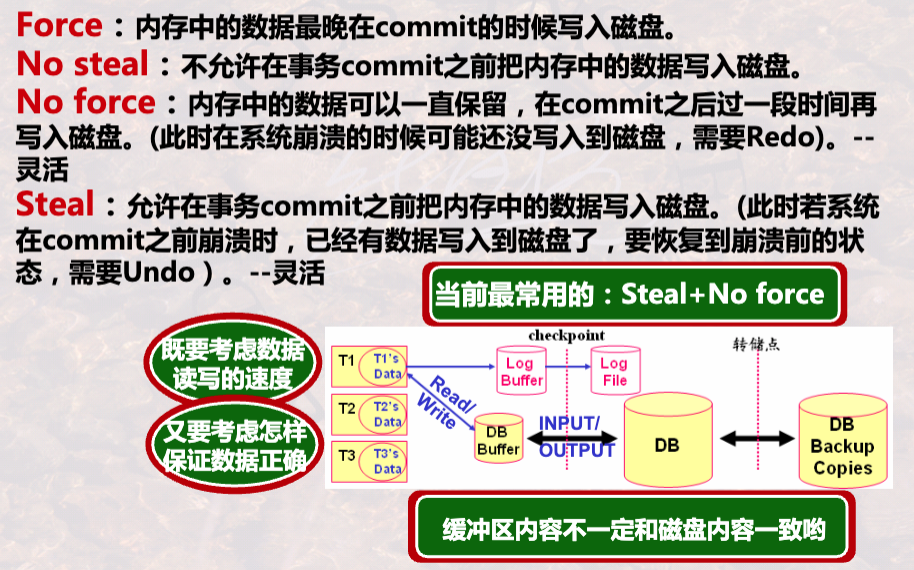 Force：内存中的数据最晚在commit的时候写入磁盘。
No steal：不允许在事务commit之前把内存中的数据写入磁盘。
No force：内存中的数据可以一直保留，在commit之后过一段时间再
写入磁盘。(此时在系统崩溃的时候可能还没写入到磁盘，需要Redo)。--
灵活
Steal：允许在事务commit之前把内存中的数据写入磁盘。(此时若系统
在commit之前崩溃时，已经有数据写入到磁盘了，要恢复到崩溃前的状
态，需要Undo）。--灵活
当前最常用的：Steal+No force
既要考虑数据
读写的速度
又要考虑怎样
保证数据正确
checkpoint
转储点
T1
T1's
Data
Log
Buffer
Log
File
Read/
Write
T2
T2's
Data
DB
Buffer
INPUT/
OUTPUT
DB
DB
Backup
Copies
T3
T3's
Data
缓冲区内容不一定和磁盘内容一致哟